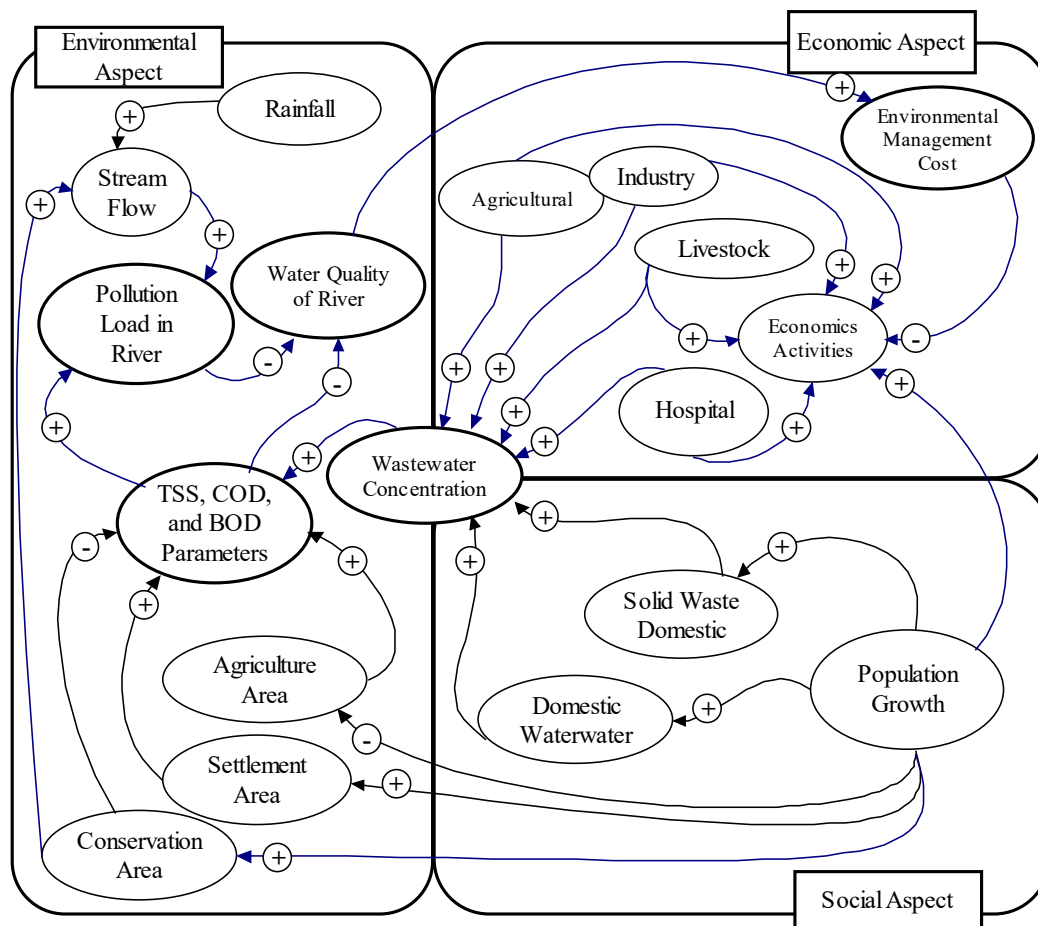 Environmental
Aspect
Economic Aspect
Rainfall
+
+
Environmental
Management
Cost
Stream
Flow
+
+
Agricultural
Industry
Livestock
Water Quality
of River
+
+
Pollution
Load in
River
-
-
Economics
Activities
+
-
+
+
+
+
+
+
+
Hospital
+
+
Wastewater
Concentration
TSS, COD,
and BOD
Parameters
-
+
+
+
+
+
Solid Waste
Domestic
Agriculture
Area
Population
Growth
Domestic
Waterwater
+
-
Settlement
Area
+
Conservation
Area
+
Social Aspect